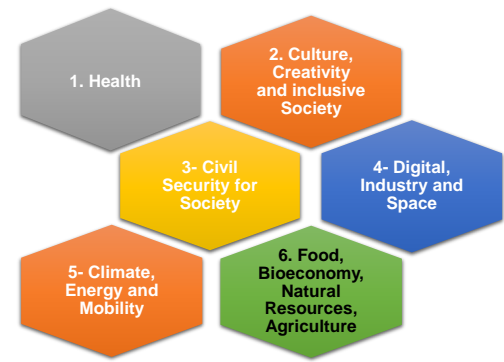 1. Health
2. Culture,
Creativity
and inclusive
Society
3- Civil
Security for
Society
4- Digital,
Industry and
Space
5- Climate,
Energy and
Mobility
6. Food,
Bioeconomy,
Natural
Resources,
Agriculture